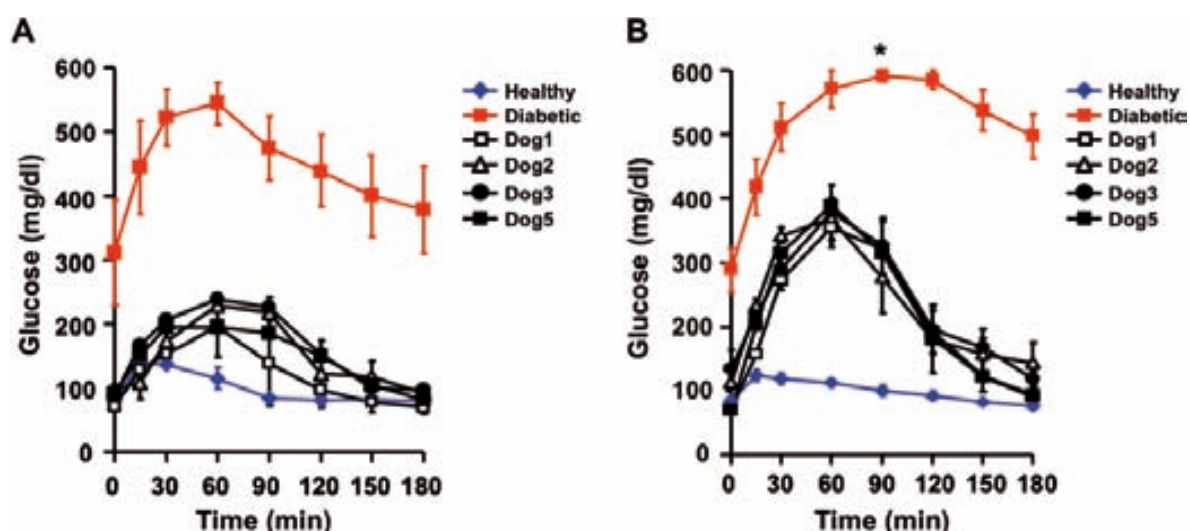 A
600
500
400
300
200
100
0
Glucose (mg/dl)
0 30 60 90 120 150 180
Time (min)
Healthy
Diabetic
Dog1
Dog2
Dog3
Dog5
B
*
600
500
400
300
200
100
0
Glucose (mg/dl)
0 30 60 90 120 150 180
Time (min)
Healthy
Diabetics
Dog1
Dog2
Dog3
Dog5